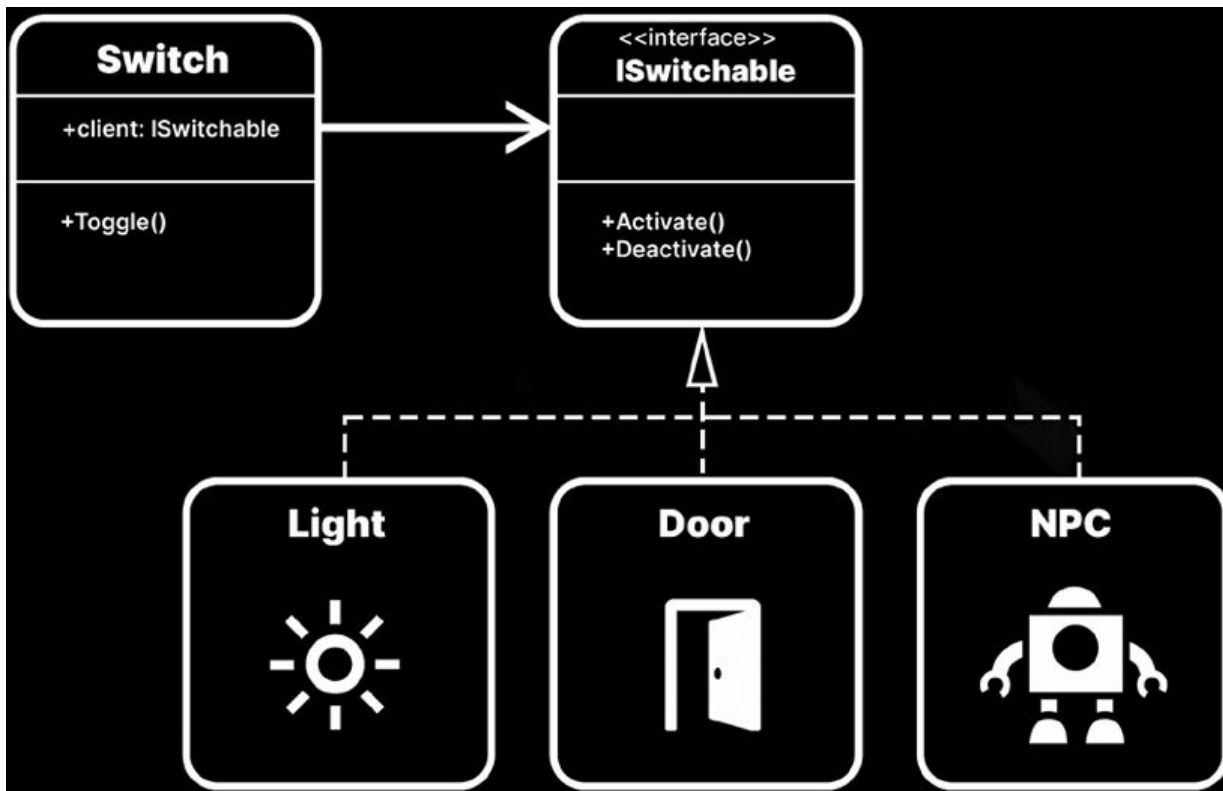 Switch
+client: ISwitchable
+Toggle()
<<interface>>
ISwitchable
+Activate()
+Deactivate()
Light
Door
NPC